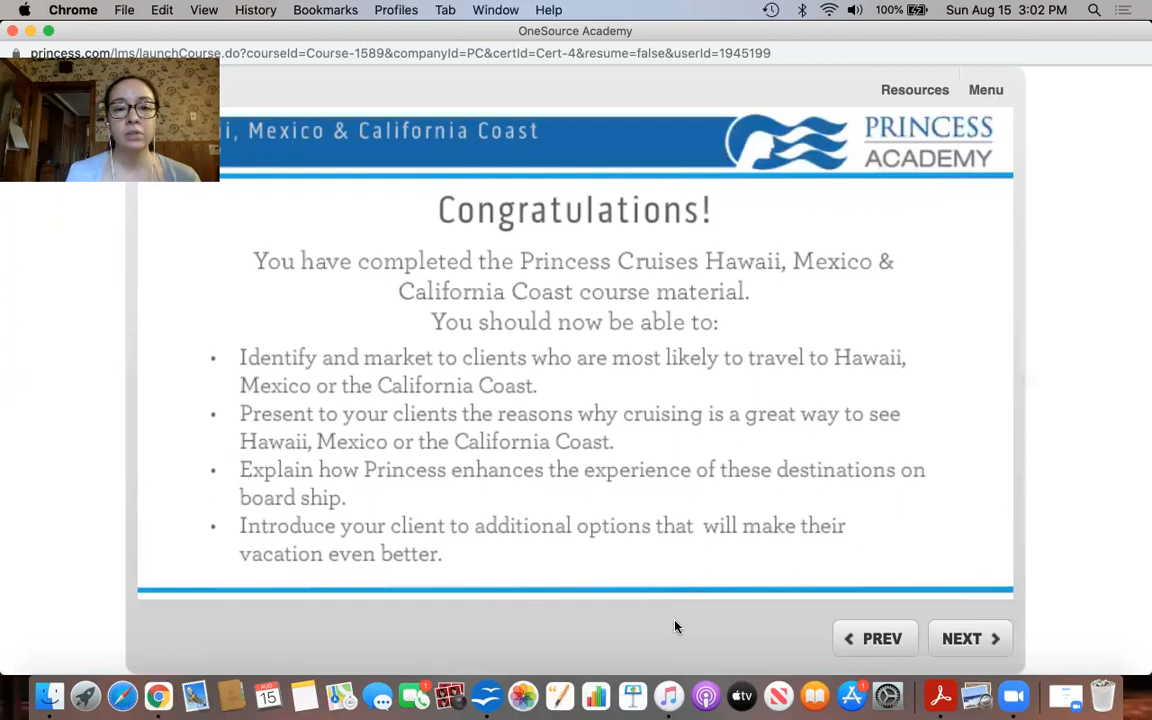 Chrome File Edit View History Bookmarks Profiles Tab Window Help 100% Sun Aug 15 3:02 PM
OneSource Academy
princess.com/lms/launchCourse.do?courseId=Course-1589&companyId=PC&certId=Cert-4&resume=false&userId=1945199
Resources Menu
i, Mexico & California Coast
PRINCESS
ACADEMY
Congratulations!
You have completed the Princess Cruises Hawaii, Mexico &
California Coast course material.
You should now be able to:
• Identify and market to clients who are most likely to travel to Hawaii,
Mexico or the California Coast.
• Present to your clients the reasons why cruising is a great way to see
Hawaii, Mexico or the California Coast.
• Explain how Princess enhances the experience of these destinations on
board ship.
• Introduce your client to additional options that will make their
vacation even better.
PREV NEXT
AUG
15
1
tv
1